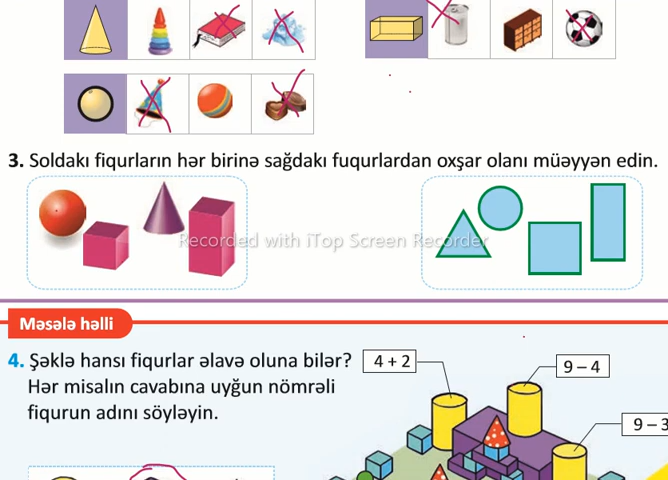 3. Soldakı fiqurların hər birinə sağdakı fuqurlardan oxşar olanı müəyyən edin.
Recorded with iTop Screen Recorder
Məsələ həlli
4. Şəklə hansı fiqurlar əlavə oluna bilər?
Hər misalın cavabına uyğun nömrəli
fiqurun adını söyləyin.
4 + 2
9 – 4
9 – 3